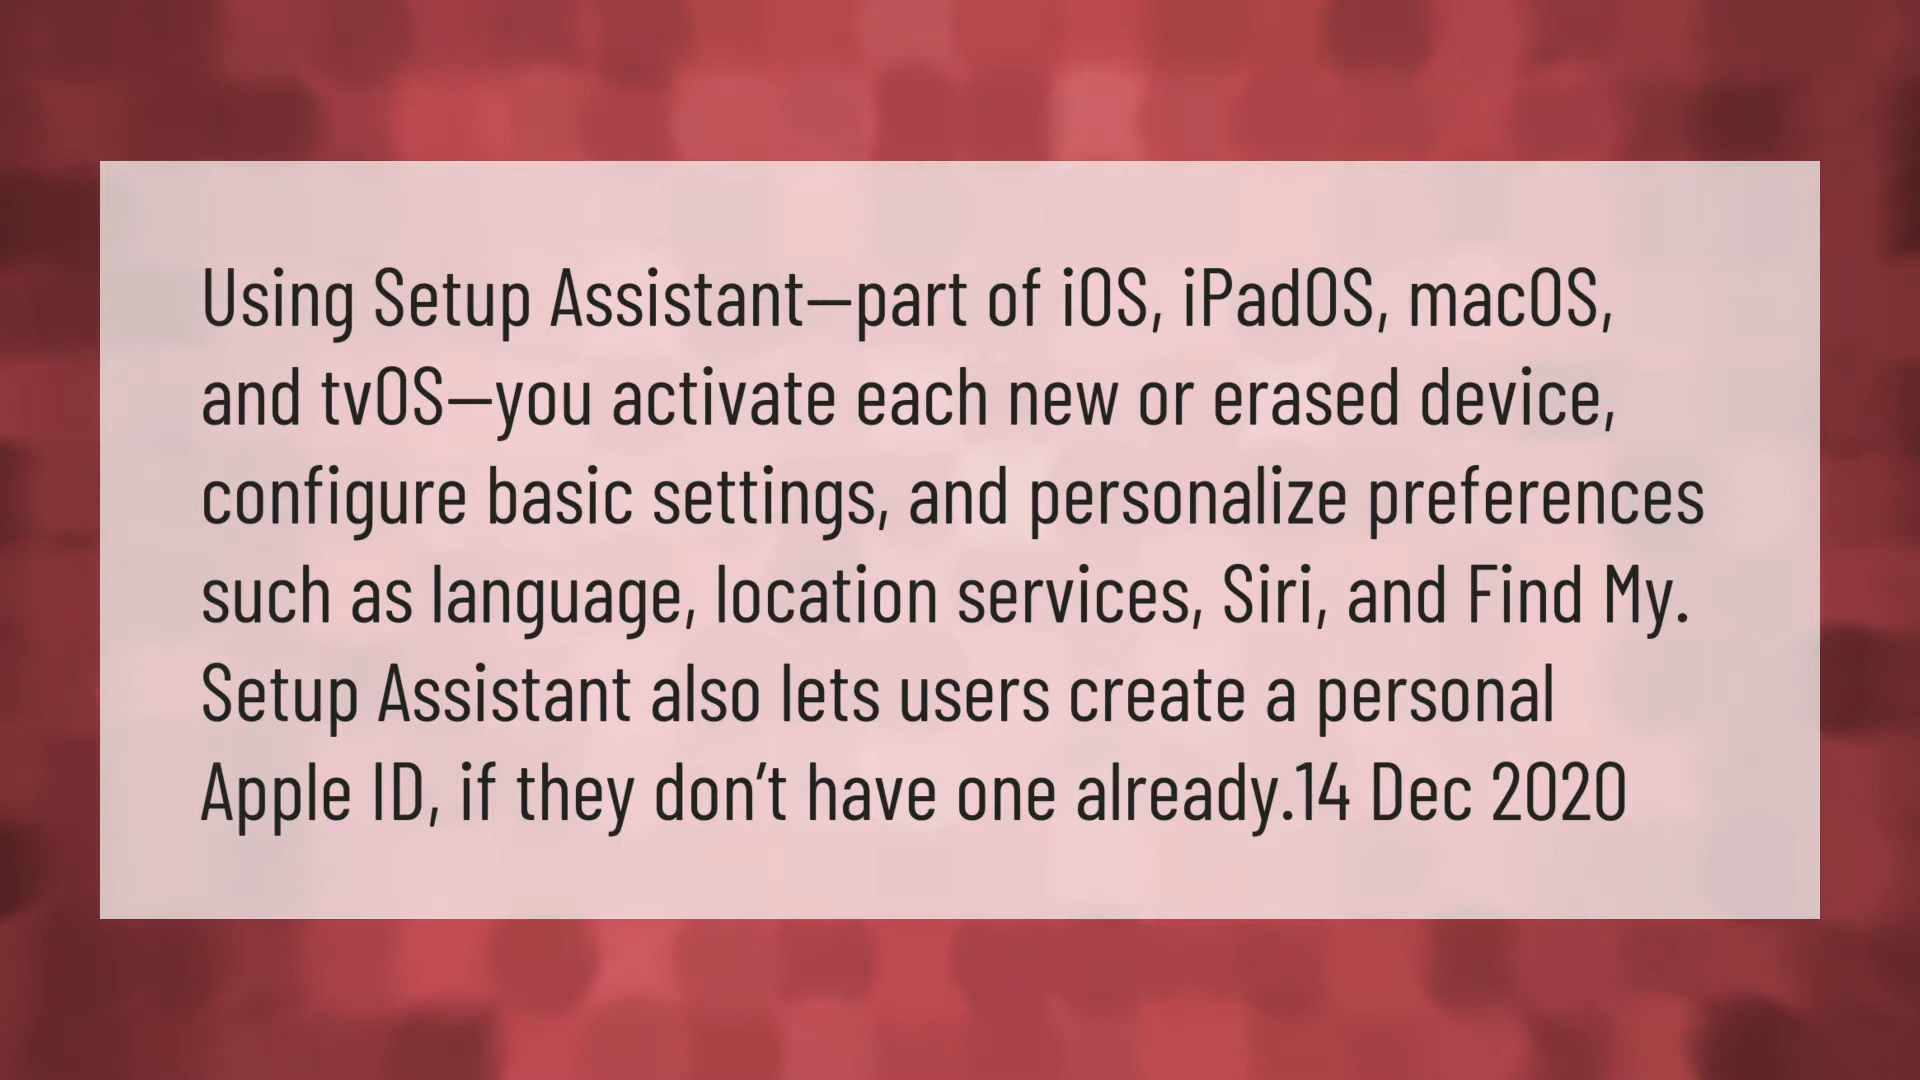 Using Setup Assistant—part of iOS, iPadOS, macOS,
and tvOS—you activate each new or erased device,
configure basic settings, and personalize preferences
such as language, location services, Siri, and Find My.
Setup Assistant also lets users create a personal
Apple ID, if they don’t have one already.14 Dec 2020